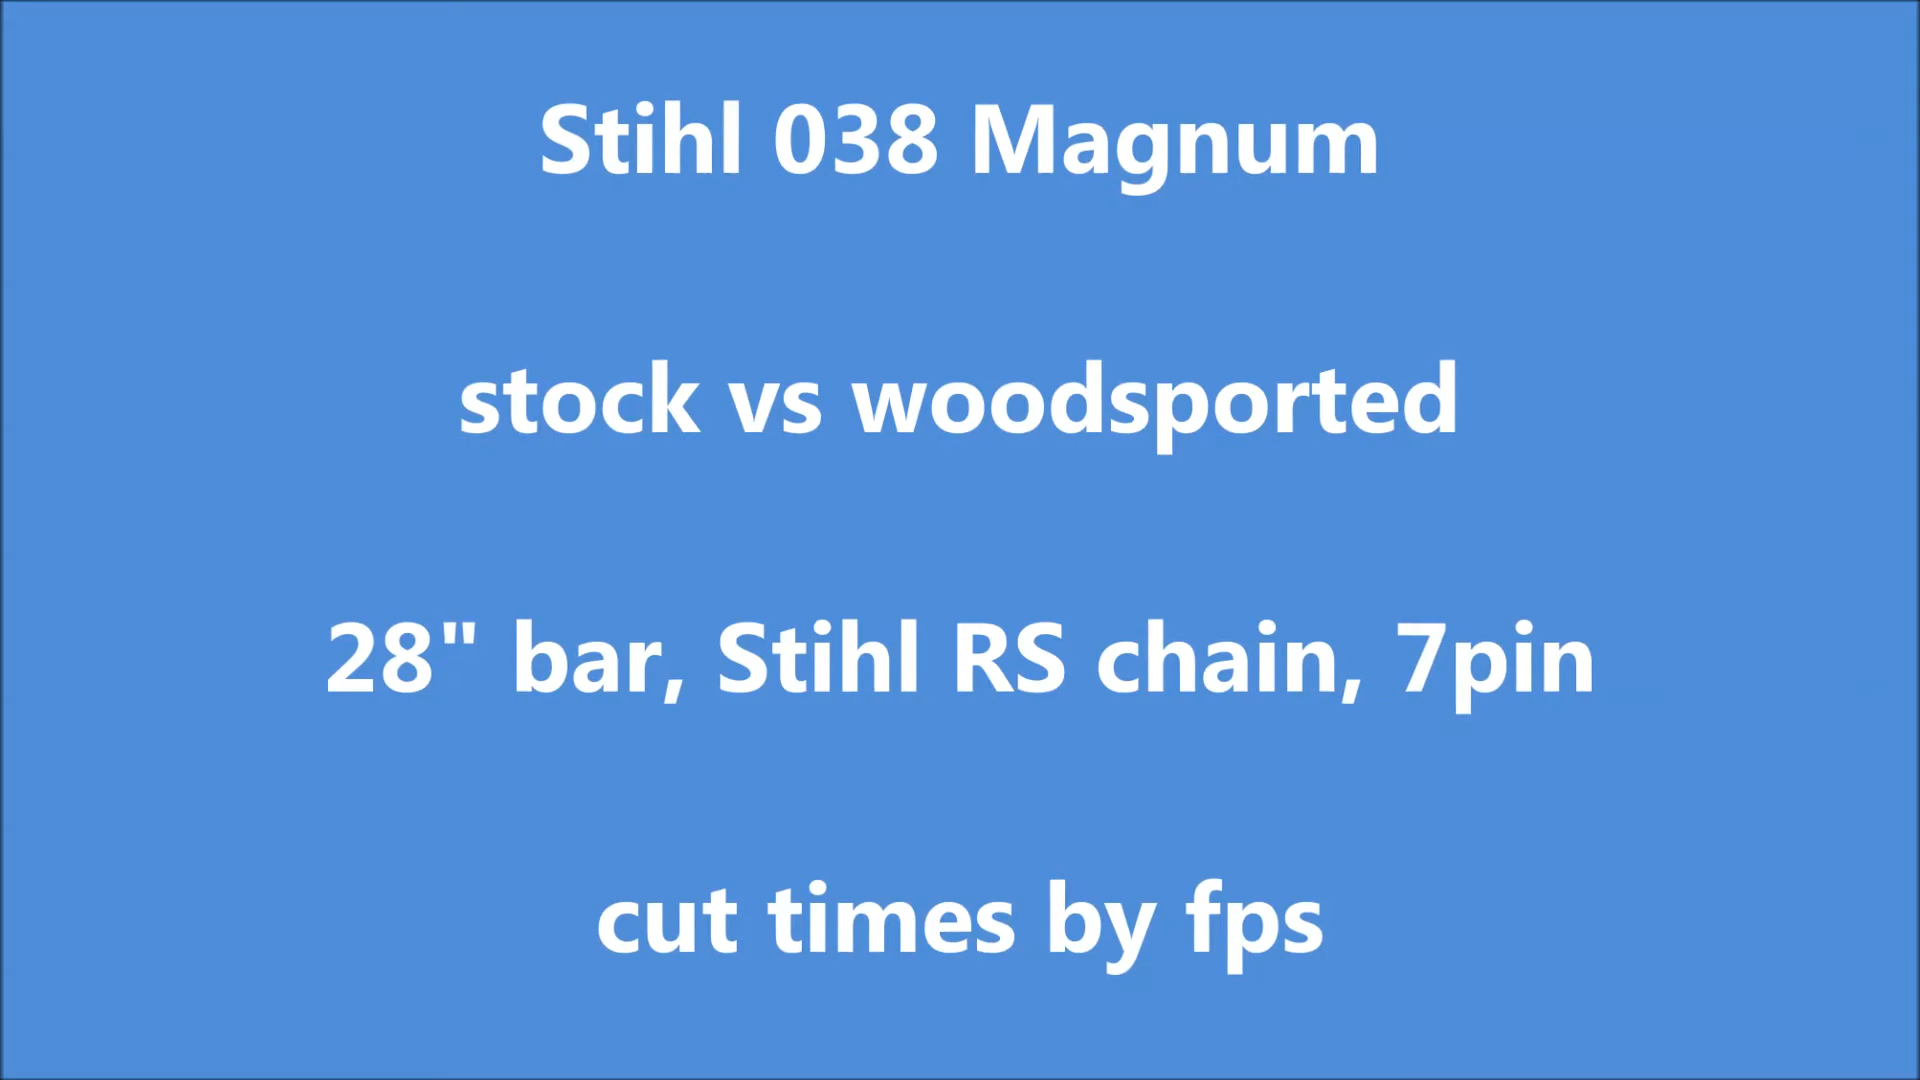 Stihl 038 Magnum
stock vs woodsported
28" bar, Stihl RS chain, 7pin
cut times by fps